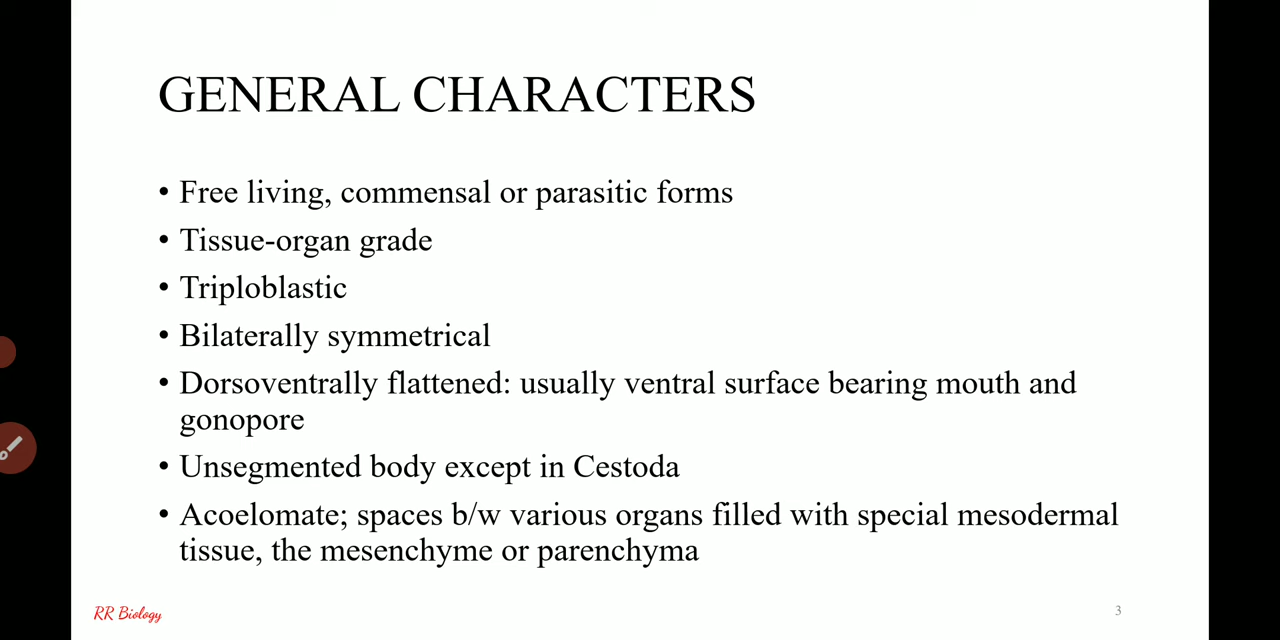 GENERAL CHARACTERS
• Free living, commensal or parasitic forms
• Tissue-organ grade
• Triploblastic
• Bilaterally symmetrical
• Dorsoventrally flattened: usually ventral surface bearing mouth and
gonopore
• Unsegmented body except in Cestoda
• Acoelomate; spaces b/w various organs filled with special mesodermal
tissue, the mesenchyme or parenchyma
RR Biology
3